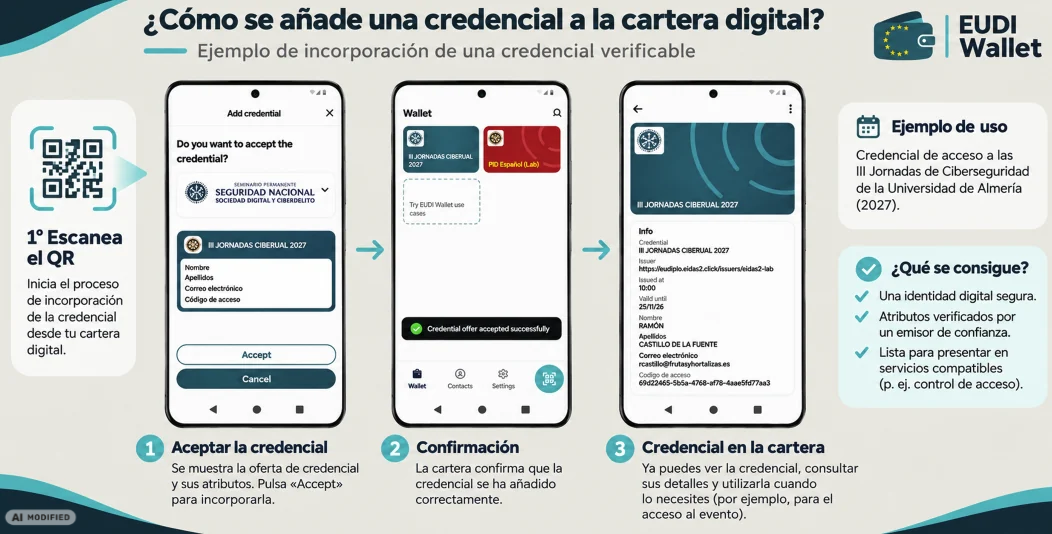 ¿Cómo se añade una credencial a la cartera digital?
Ejemplo de incorporación de una credencial verificable
EUDI
Wallet
1º Escanea
el QR
Inicia el proceso
de incorporación
de la credencial
desde tu cartera
digital.
Add credential
Do you want to accept the
credential?
SEMINARIO PERMANENTE
SEGURIDAD NACIONAL
SOCIEDAD DIGITAL Y CIBERDELITO
III JORNADAS CIBERUAL 2027
Nombre
Apellidos
Correo electrónico
Código de acceso
Accept
Cancel
Wallet
III JORNADAS CIBERUAL
2027
PID Español (Lab)
Try EUDI Wallet use
cases
Credential offer accepted successfully
Wallet
Contacts
Settings
III JORNADAS CIBERUAL 2027
Info
Credential
III JORNADAS CIBERUAL 2027
Issuer
https://eudiplo.eidas2.click/issuers/eidas2-lab
Issued at
10:00
Valid until
25/11/26
Nombre
RAMÓN
Apellidos
CASTILLO DE LA FUENTE
Correo electrónico
rcastillo@frutasyhortalizas.es
Codigo de acceso
69d22465-5b5a-4768-af78-4aae5fd77aa3
Ejemplo de uso
Credencial de acceso a las
III Jornadas de Ciberseguridad
de la Universidad de Almería
(2027).
¿Qué se consigue?
Una identidad digital segura.
Atributos verificados por
un emisor de confianza.
Lista para presentar en
servicios compatibles
(p. ej. control de acceso).
1 Aceptar la credencial
Se muestra la oferta de credencial
y sus atributos. Pulsa «Accept»
para incorporarla.
2 Confirmación
La cartera confirma que la
credencial se ha añadido
correctamente.
3 Credencial en la cartera
Ya puedes ver la credencial, consultar
sus detalles y utilizarla cuando
lo necesites (por ejemplo, para el
acceso al evento).
AI MODIFIED